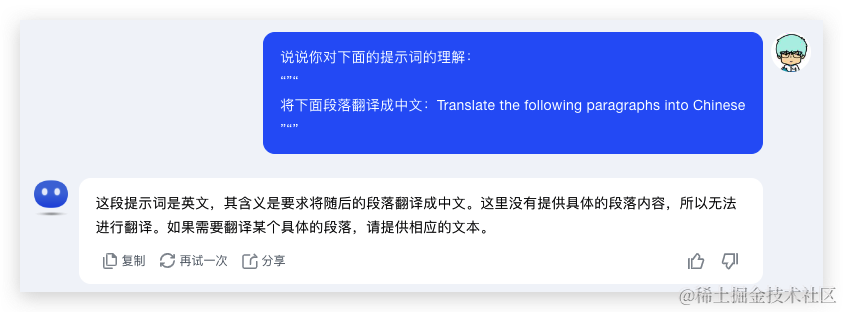 说说你对下面的提示词的理解：
“”“
将下面段落翻译成中文：Translate the following paragraphs into Chinese
”“”
这段提示词是英文，其含义是要求将随后的段落翻译成中文。这里没有提供具体的段落内容，所以无法
进行翻译。如果需要翻译某个具体的段落，请提供相应的文本。
复制 再试一次 分享
@稀土掘金技术社区